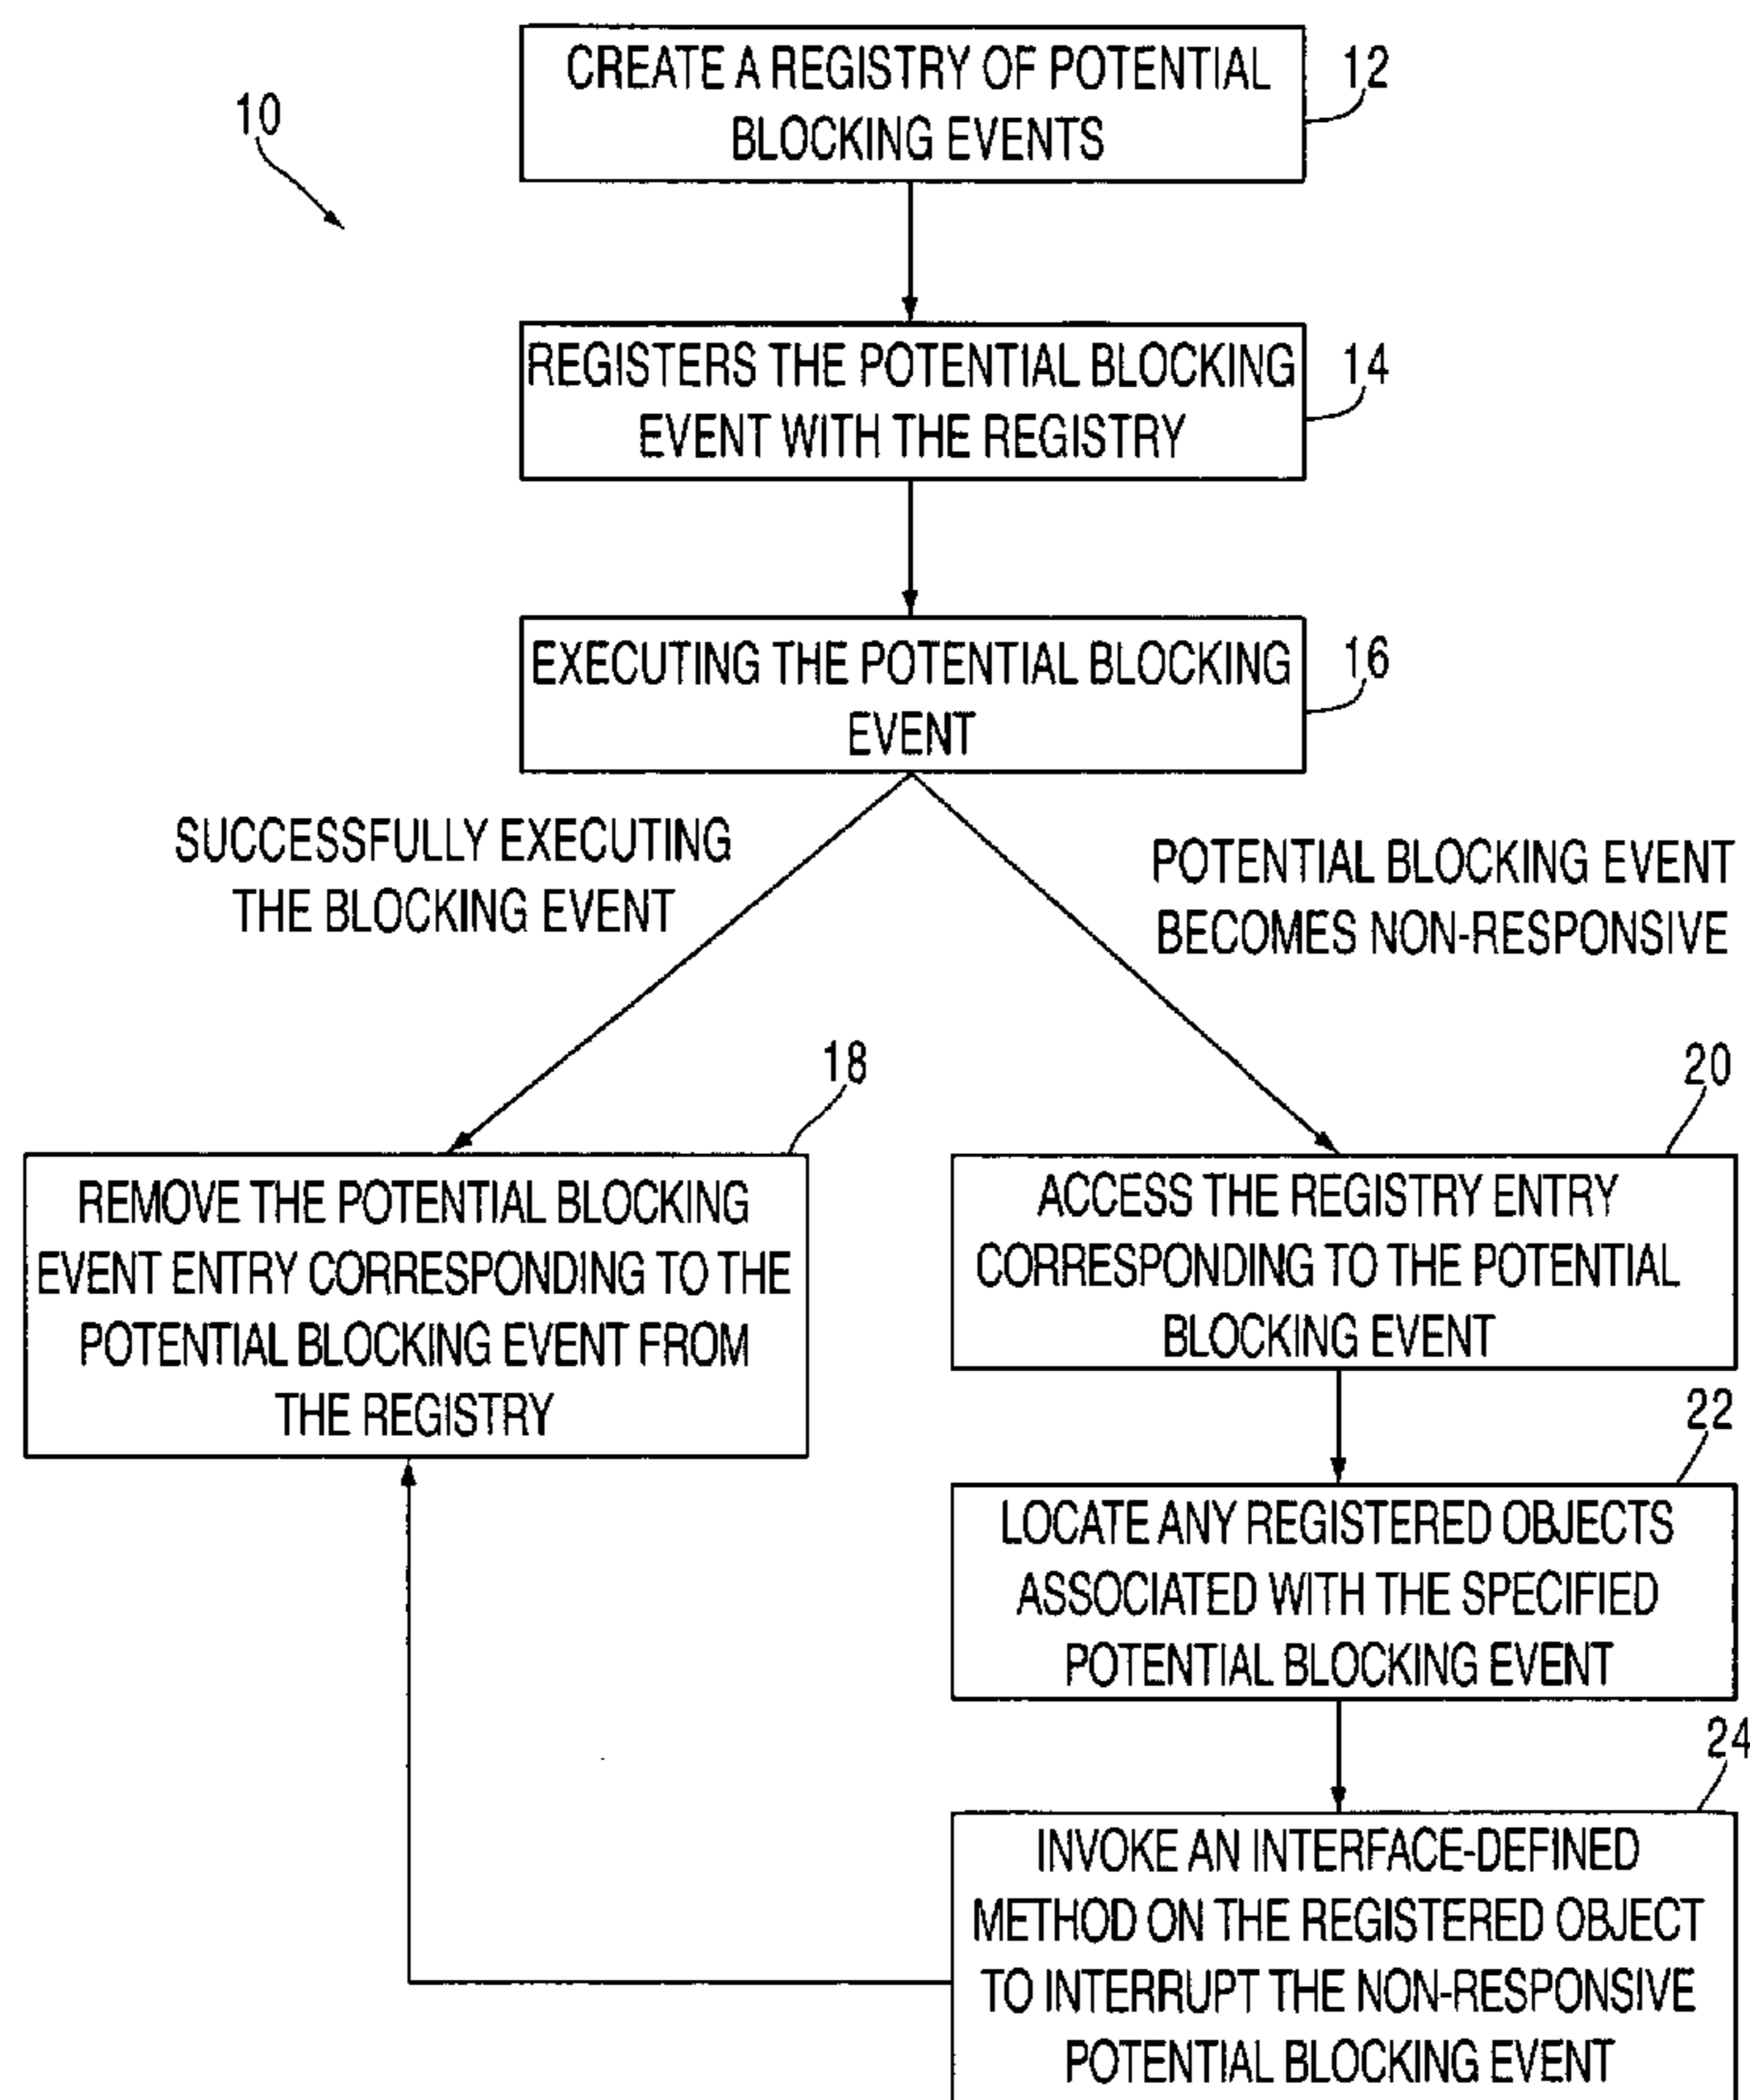 CREATE A REGISTRY OF POTENTIAL
BLOCKING EVENTS
12
10
REGISTERS THE POTENTIAL BLOCKING
EVENT WITH THE REGISTRY
14
EXECUTING THE POTENTIAL BLOCKING
EVENT
16
SUCCESSFULLY EXECUTING
THE BLOCKING EVENT
POTENTIAL BLOCKING EVENT
BECOMES NON-RESPONSIVE
18
REMOVE THE POTENTIAL BLOCKING
EVENT ENTRY CORRESPONDING TO THE
POTENTIAL BLOCKING EVENT FROM
THE REGISTRY
20
ACCESS THE REGISTRY ENTRY
CORRESPONDING TO THE POTENTIAL
BLOCKING EVENT
22
LOCATE ANY REGISTERED OBJECTS
ASSOCIATED WITH THE SPECIFIED
POTENTIAL BLOCKING EVENT
24
INVOKE AN INTERFACE-DEFINED
METHOD ON THE REGISTERED OBJECT
TO INTERRUPT THE NON-RESPONSIVE
POTENTIAL BLOCKING EVENT